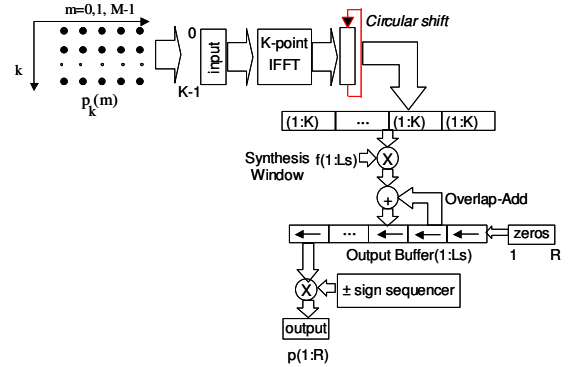 m=0,1, M-1
Circular shift
0
k
input
K-point
IFFT
K-1
pk(m)
(1:K) ... (1:K) (1:K)
Synthesis f(1:Ls) X
Window
+
Overlap-Add
... zeros
Output Buffer(1:Ls) 1 R
X ± sign sequencer
output
p(1:R)